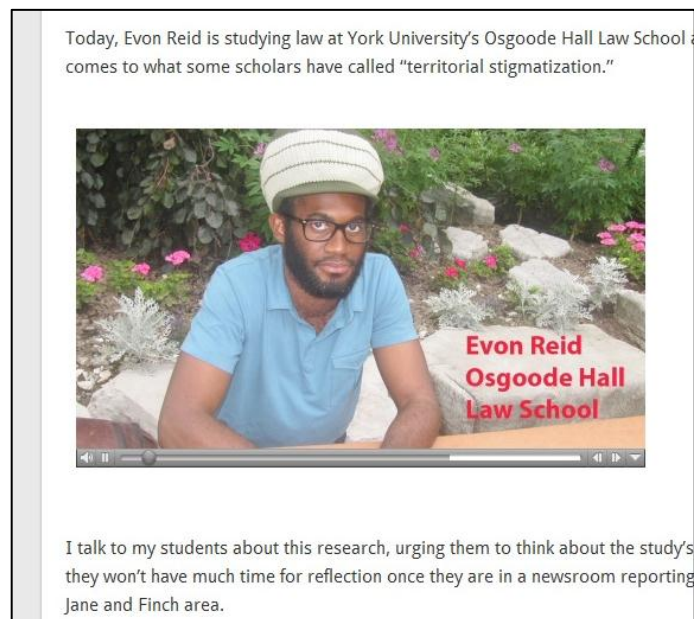 Today, Evon Reid is studying law at York University’s Osgoode Hall Law School
comes to what some scholars have called “territorial stigmatization.”
Evon Reid
Osgoode Hall
Law School
I talk to my students about this research, urging them to think about the study’s
they won’t have much time for reflection once they are in a newsroom reporting
Jane and Finch area.